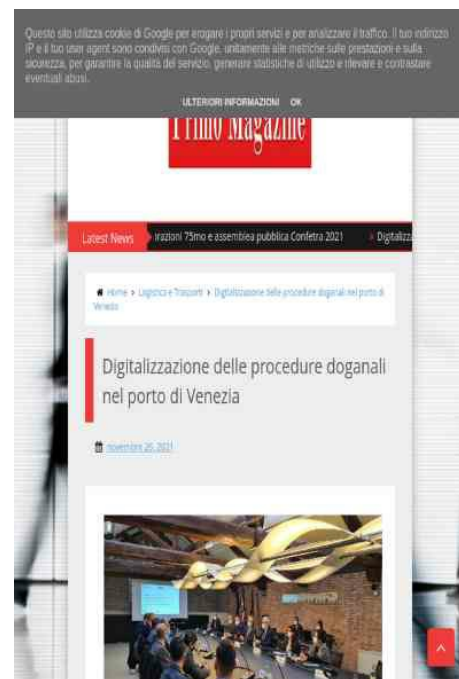 Questo sito utilizza cookie di Google per erogare i propri servizi e per analizzare il traffico. Il tuo indirizzo
IP e il tuo user agent sono condivisi con Google, unitamente alle metriche sulle prestazioni e sulla
sicurezza, per garantire la qualità del servizio, generare statistiche di utilizzo e rilevare e contrastare
eventuali abusi.
ULTERIORI INFORMAZIONI OK
Primo Magazine
Latest News razioni 75mo e assemblea pubblica Confetra 2021 Digitalizz
Home > Logistica e Trasporti > Digitalizzazione delle procedure doganali nel porto di
Venezia
Digitalizzazione delle procedure doganali
nel porto di Venezia
novembre 26, 2021